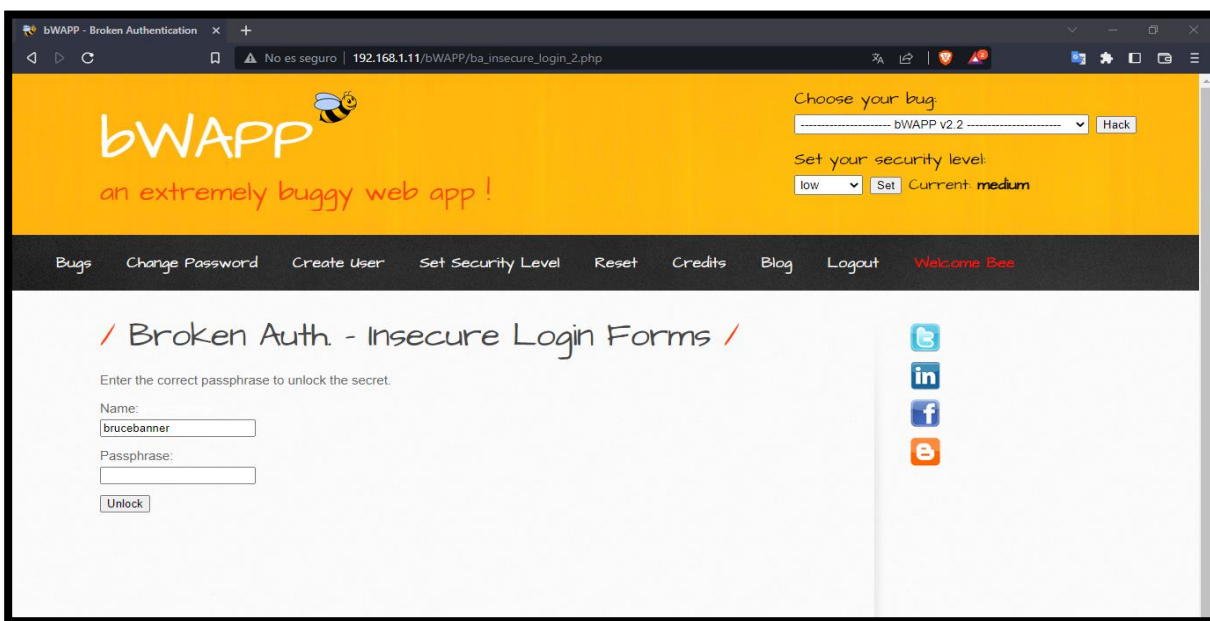 bWAPP - Broken Authentication
No es seguro | 192.168.1.11/bWAPP/ba_insecure_login_2.php
bWAPP
an extremely buggy web app !
Choose your bug:
---------------------- bWAPP v2.2 ----------------------- Hack
Set your security level:
low Set Current: medium
Bugs Change Password Create User Set Security Level Reset Credits Blog Logout Welcome Bee
/ Broken Auth. - Insecure Login Forms /
Enter the correct passphrase to unlock the secret.
Name:
brucebanner
Passphrase:
Unlock